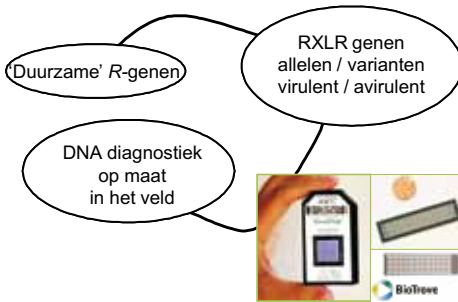 'Duurzame' R-genen
RXLR genen
allelen / varianten
virulent / avirulent
DNA diagnostiek
op maat
in het veld
BioTrove